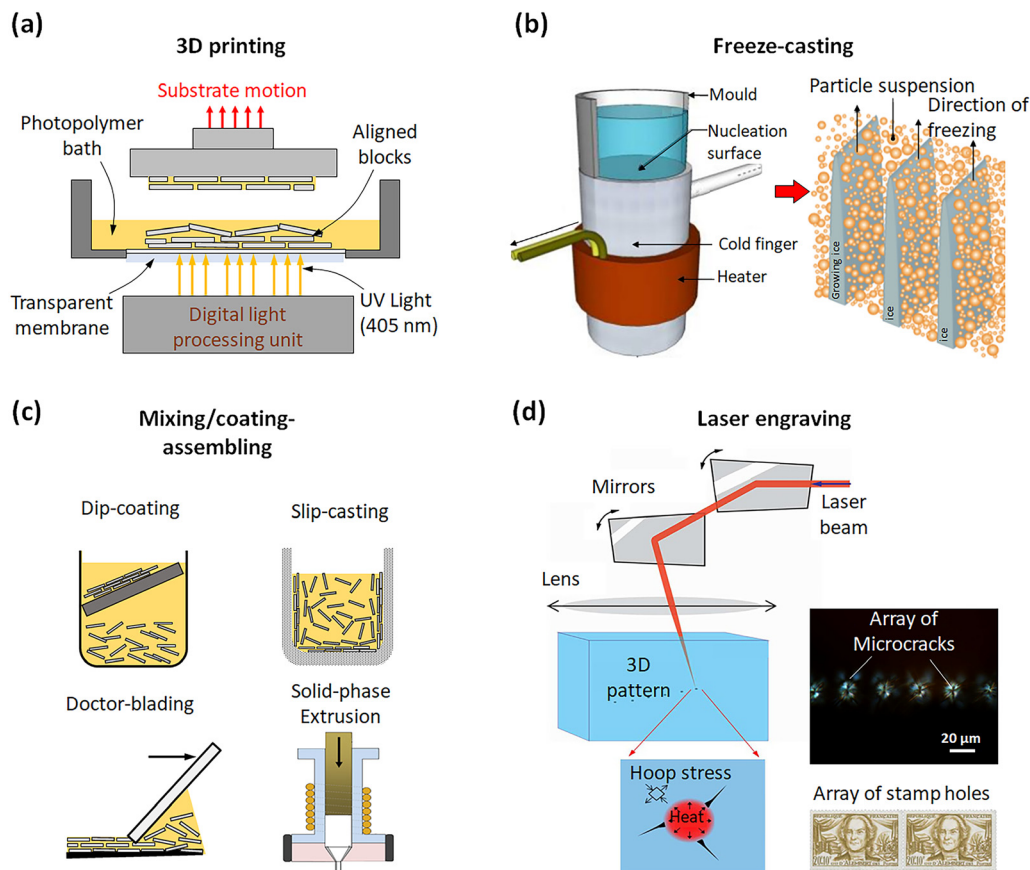 (a)
3D printing
Substrate motion
Photopolymer
bath
Aligned
blocks
Transparent
membrane
UV Light
(405 nm)
Digital light
processing unit
(b)
Freeze-casting
Mould
Nucleation
surface
Cold finger
Heater
Particle suspension
Direction of
freezing
Growing ice
ice
ice
(c)
Mixing/coating-
assembling
Dip-coating
Slip-casting
Doctor-blading
Solid-phase
Extrusion
(d)
Laser engraving
Mirrors
Laser
beam
Lens
3D
pattern
Hoop stress
Heat
Array of
Microcracks
20 µm
Array of stamp holes